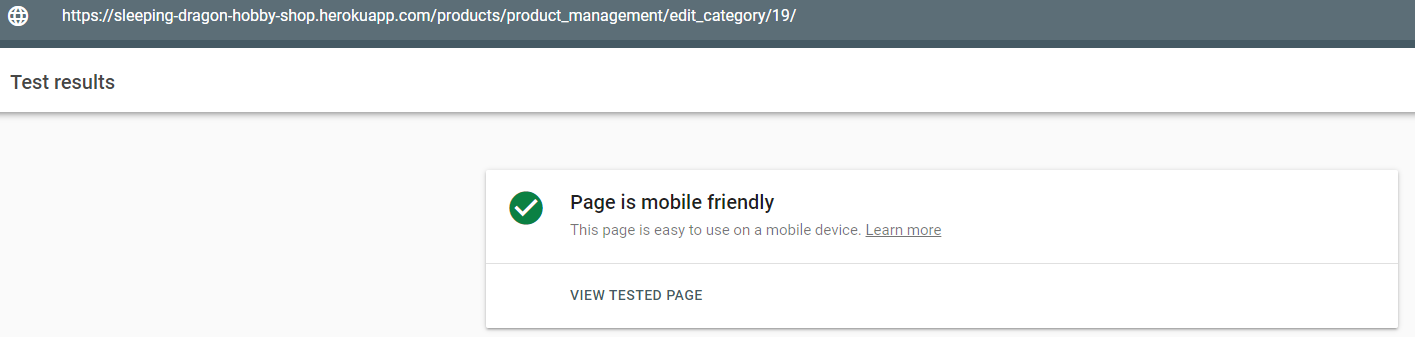 https://sleeping-dragon-hobby-shop.herokuapp.com/products/product_management/edit_category/19/
Test results
Page is mobile friendly
This page is easy to use on a mobile device. Learn more
VIEW TESTED PAGE